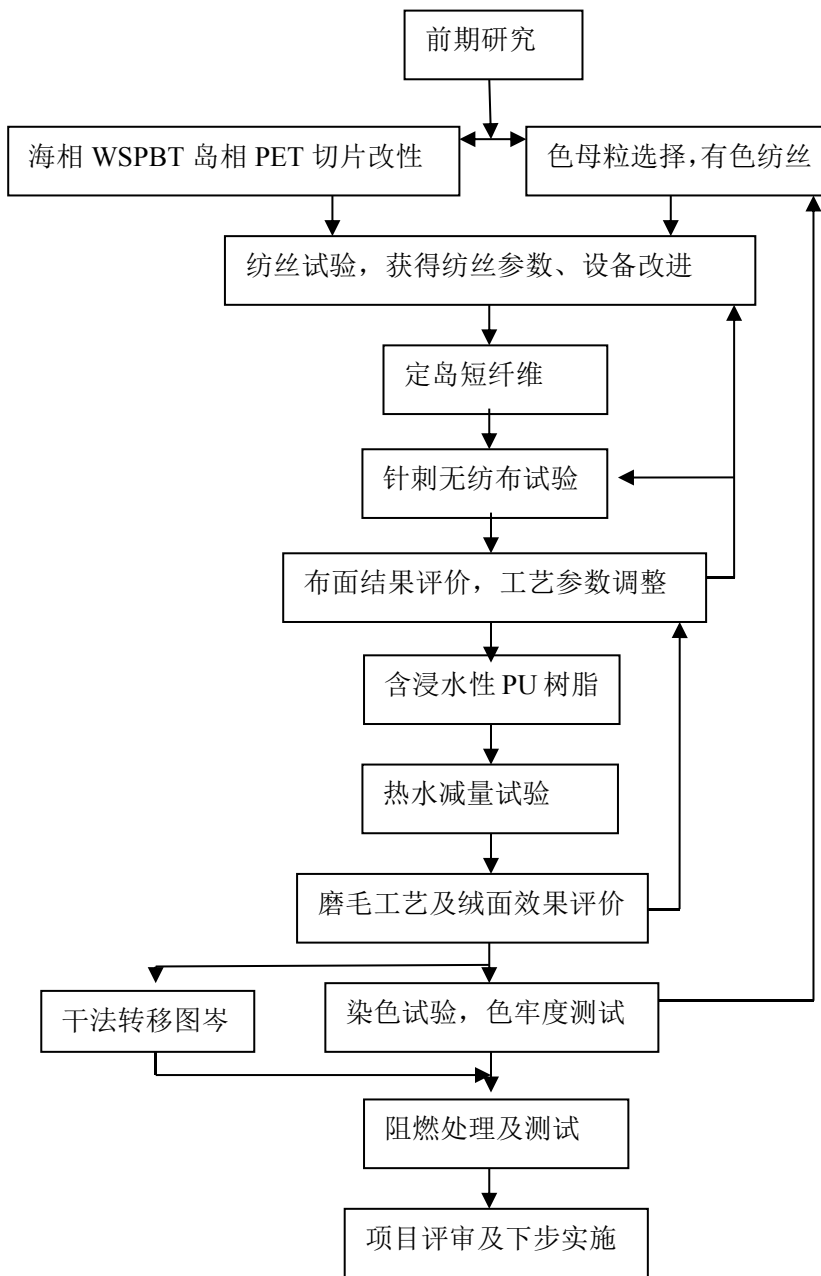 前期研究
海相 WSPBT 岛相 PET 切片改性
色母粒选择，有色纺丝
纺丝试验，获得纺丝参数、设备改进
定岛短纤维
针刺无纺布试验
布面结果评价，工艺参数调整
含浸水性 PU 树脂
热水减量试验
磨毛工艺及绒面效果评价
干法转移图岑
染色试验，色牢度测试
阻燃处理及测试
项目评审及下步实施